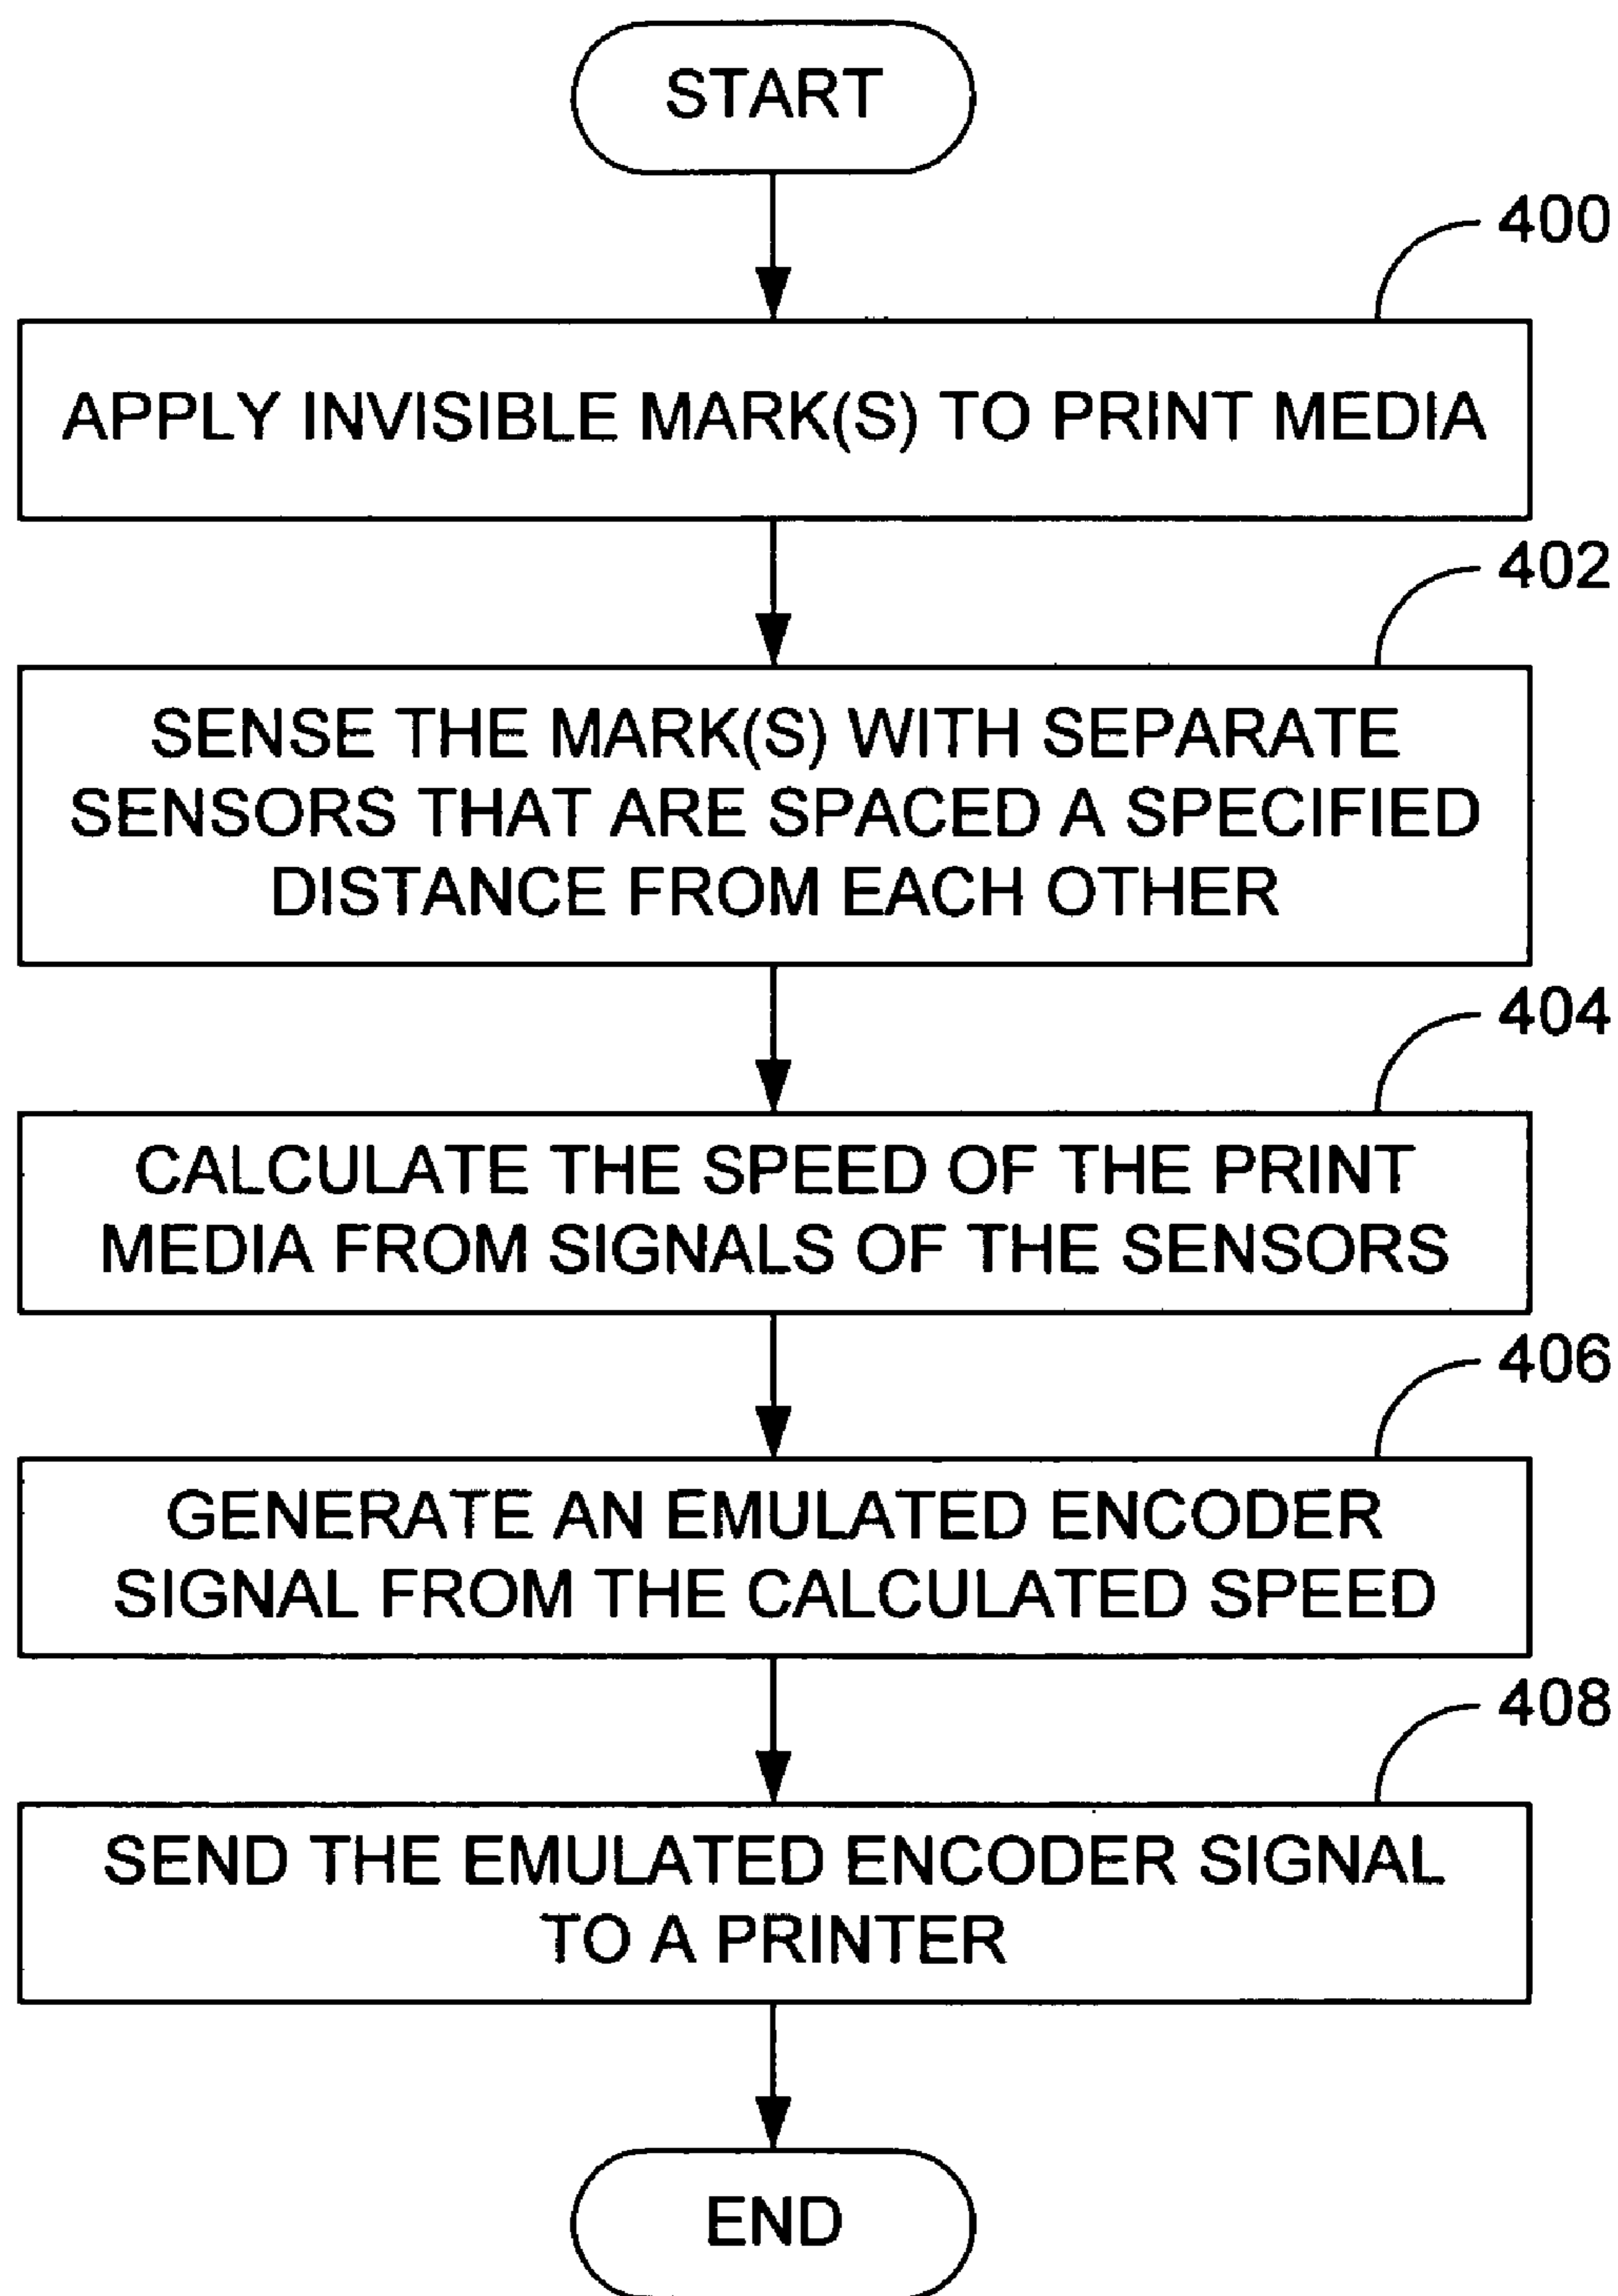 START
400
APPLY INVISIBLE MARK(S) TO PRINT MEDIA
402
SENSE THE MARK(S) WITH SEPARATE
SENSORS THAT ARE SPACED A SPECIFIED
DISTANCE FROM EACH OTHER
404
CALCULATE THE SPEED OF THE PRINT
MEDIA FROM SIGNALS OF THE SENSORS
406
GENERATE AN EMULATED ENCODER
SIGNAL FROM THE CALCULATED SPEED
408
SEND THE EMULATED ENCODER SIGNAL
TO A PRINTER
END